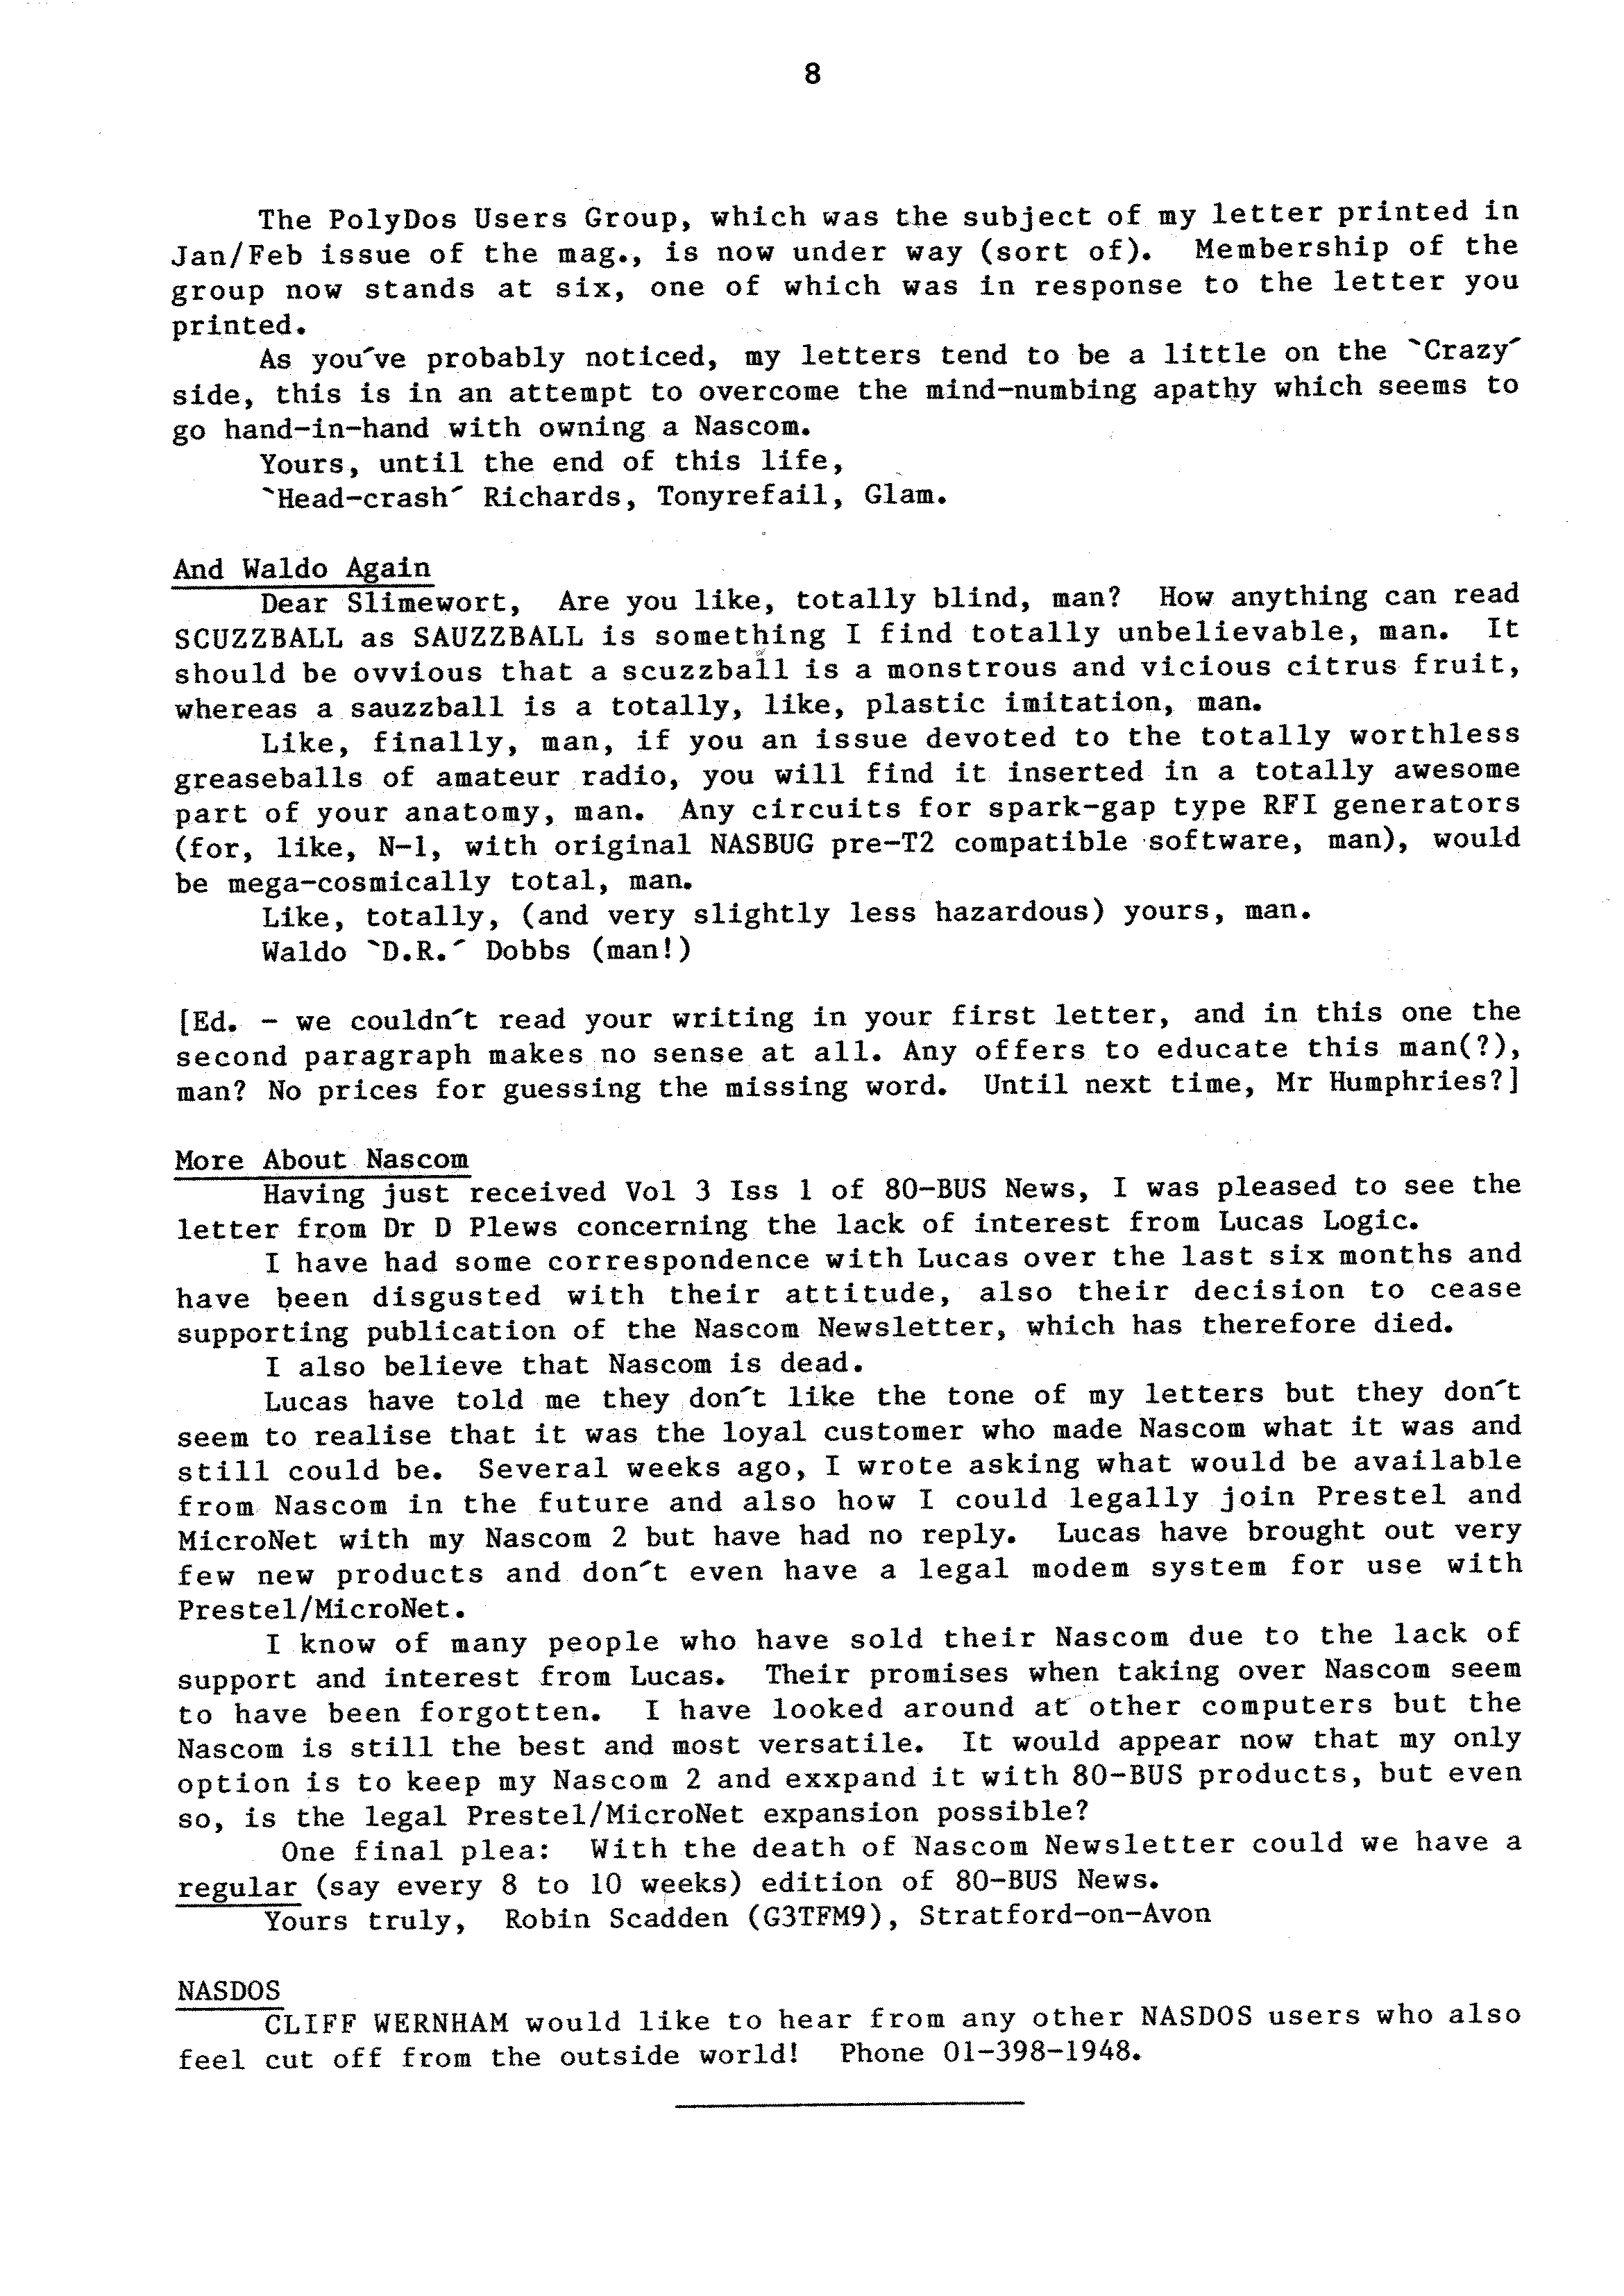 8
The PolyDos Users Group, which was the subject of my letter printed in
Jan/Feb issue of the mag., is now under way (sort of). Membership of the
group now stands at six, one of which was in response to the letter you
printed.
As you´ve probably noticed, my letters tend to be a little on the `Crazy´
side, this is in an attempt to overcome the mind-numbing apathy which seems to
go hand-in-hand with owning a Nascom.
Yours, until the end of this life,
`Head-crash´ Richards, Tonyrefail, Glam.
And Waldo Again
Dear Slimewort, Are you like, totally blind, man? How anything can read
SCUZZBALL as SAUZZBALL is something I find totally unbelievable, man. It
should be ovvious that a scuzzball is a monstrous and vicious citrus fruit,
whereas a sauzzball is a totally, like, plastic imitation, man.
Like, finally, man, if you an issue devoted to the totally worthless
greaseballs of amateur radio, you will find it inserted in a totally awesome
part of your anatomy, man. Any circuits for spark-gap type RFI generators
(for, like, N-1, with original NASBUG pre-T2 compatible software, man), would
be mega-cosmically total, man.
Like, totally, (and very slightly less hazardous) yours, man.
Waldo `D.R.´ Dobbs (man!)
[Ed. - we couldn´t read your writing in your first letter, and in this one the
second paragraph makes no sense at all. Any offers to educate this man(?),
man? No prices for guessing the missing word. Until next time, Mr Humphries?]
More About Nascom
Having just received Vol 3 Iss 1 of 80-BUS News, I was pleased to see the
letter from Dr D Plews concerning the lack of interest from Lucas Logic.
I have had some correspondence with Lucas over the last six months and
have been disgusted with their attitude, also their decision to cease
supporting publication of the Nascom Newsletter, which has therefore died.
I also believe that Nascom is dead.
Lucas have told me they don´t like the tone of my letters but they don´t
seem to realise that it was the loyal customer who made Nascom what it was and
still could be. Several weeks ago, I wrote asking what would be available
from Nascom in the future and also how I could legally join Prestel and
MicroNet with my Nascom 2 but have had no reply. Lucas have brought out very
few new products and don´t even have a legal modem system for use with
Prestel/MicroNet.
I know of many people who have sold their Nascom due to the lack of
support and interest from Lucas. Their promises when taking over Nascom seem
to have been forgotten. I have looked around at other computers but the
Nascom is still the best and most versatile. It would appear now that my only
option is to keep my Nascom 2 and exxpand it with 80-BUS products, but even
so, is the legal Prestel/MicroNet expansion possible?
One final plea: With the death of Nascom Newsletter could we have a
regular (say every 8 to 10 weeks) edition of 80-BUS News.
Yours truly, Robin Scadden (G3TFM9), Stratford-on-Avon
NASDOS
CLIFF WERNHAM would like to hear from any other NASDOS users who also
feel cut off from the outside world! Phone 01-398-1948.